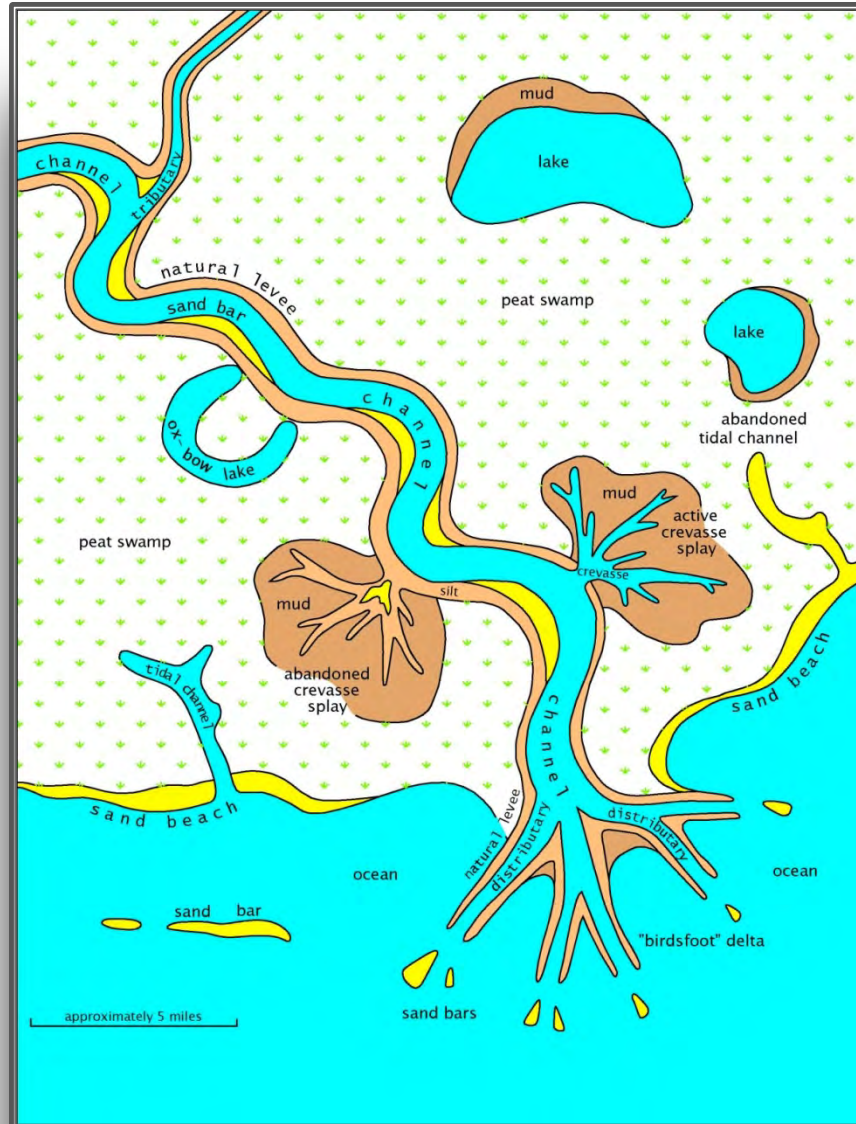 mud
channel
lake
tributary
natural levee
peat swamp
sand bar
lake
channel
abandoned
tidal channel
ox-bow lake
mud
active
crevasse
splay
peat swamp
crevasse
silt
mud
abandoned
crevasse
splay
tidal channel
sand beach
channel
sand beach
natural levee
distributary
distributary
ocean
ocean
sand bar
"birdsfoot" delta
sand bars
approximately 5 miles